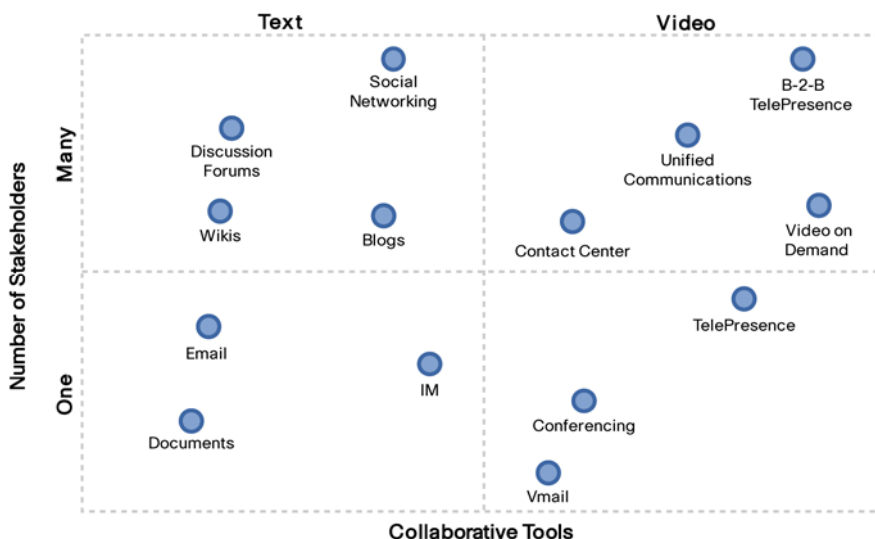 Text
Video
Number of Stakeholders
Many
One
Social
Networking
B-2-B
TelePresence
Discussion
Forums
Unified
Communications
Wikis
Blogs
Contact Center
Video on
Demand
TelePresence
Email
IM
Conferencing
Documents
Vmail
Collaborative Tools